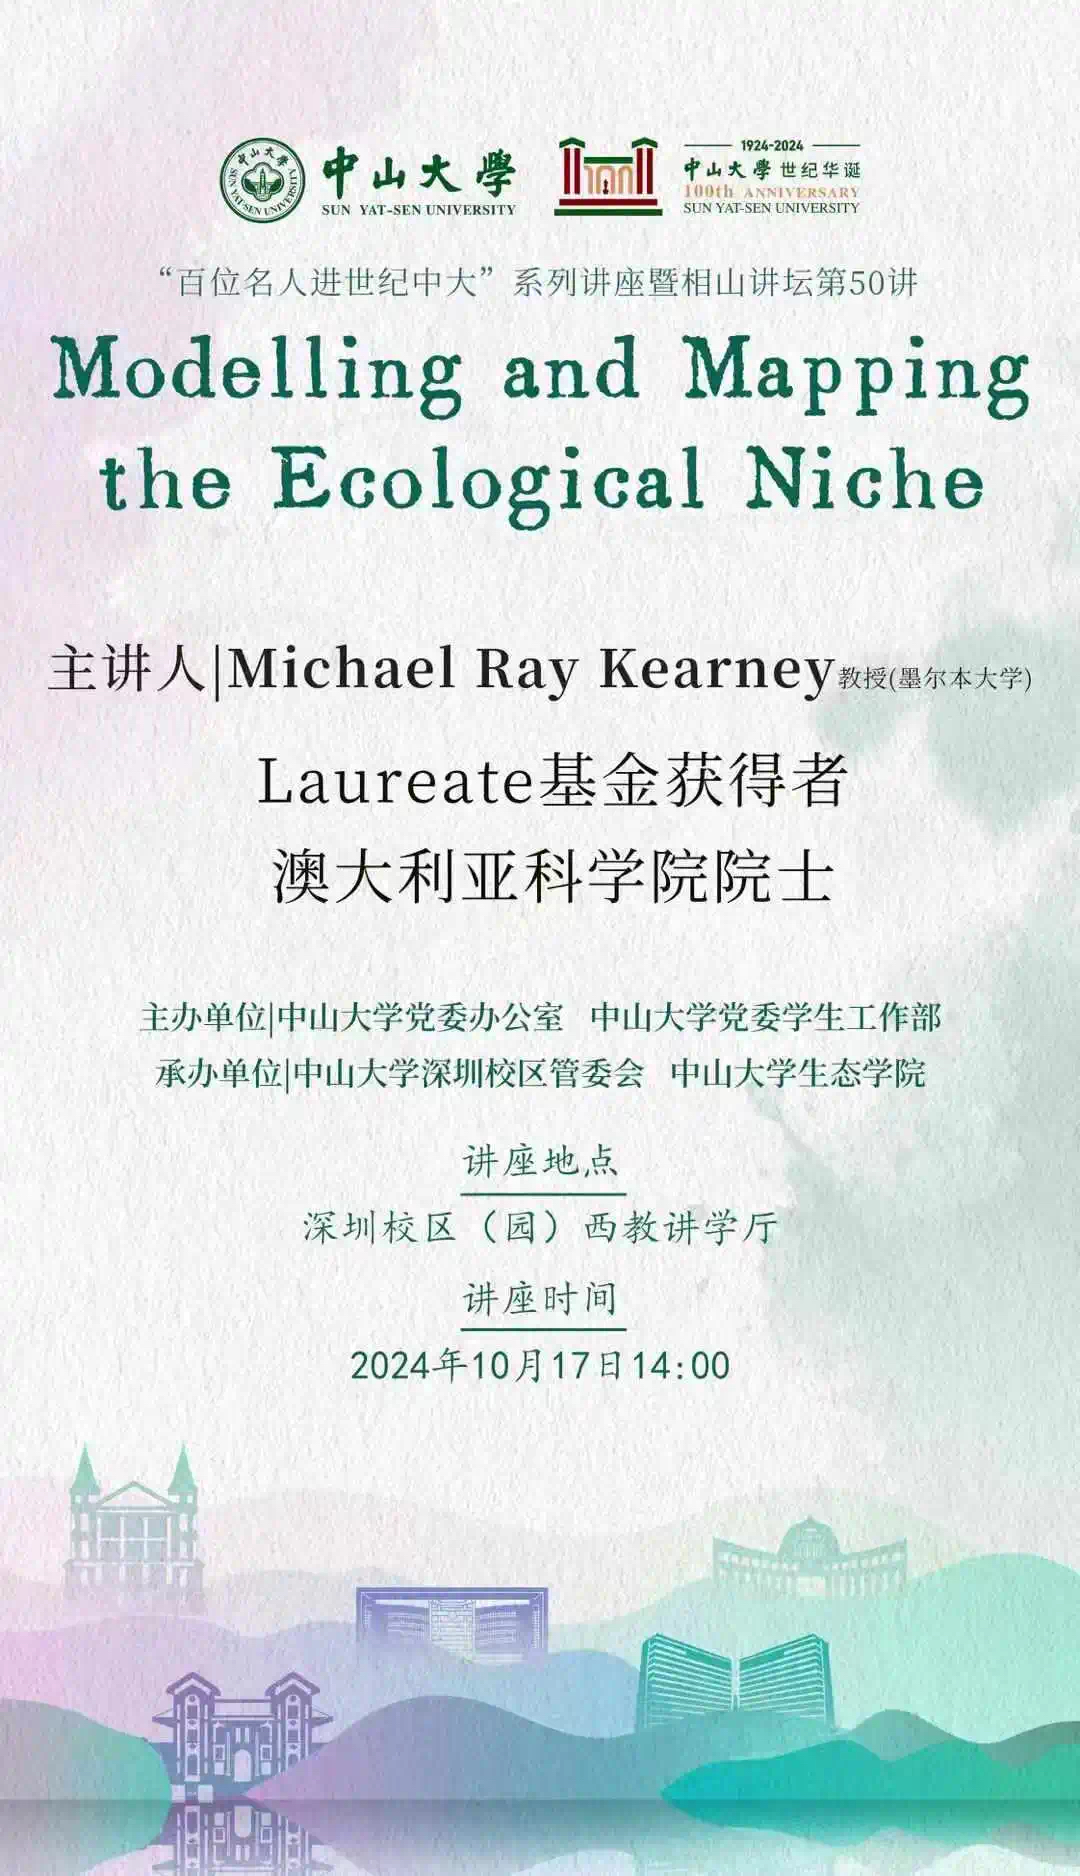 中山大學
SUN YAT-SEN UNIVERSITY
中山大學
SUN YAT-SEN UNIVERSITY
1924-2024
中山大學 世纪华诞
100th ANNIVERSARY
SUN YAT-SEN UNIVERSITY
“百位名人进世纪中大”系列讲座暨相山讲坛第50讲
Modelling and Mapping
the Ecological Niche
主讲人|Michael Ray Kearney教授(墨尔本大学)
Laureate基金获得者
澳大利亚科学院院士
主办单位|中山大学党委办公室 中山大学党委学生工作部
承办单位|中山大学深圳校区管委会 中山大学生态学院
讲座地点
深圳校区（园）西教讲学厅
讲座时间
2024年10月17日14:00